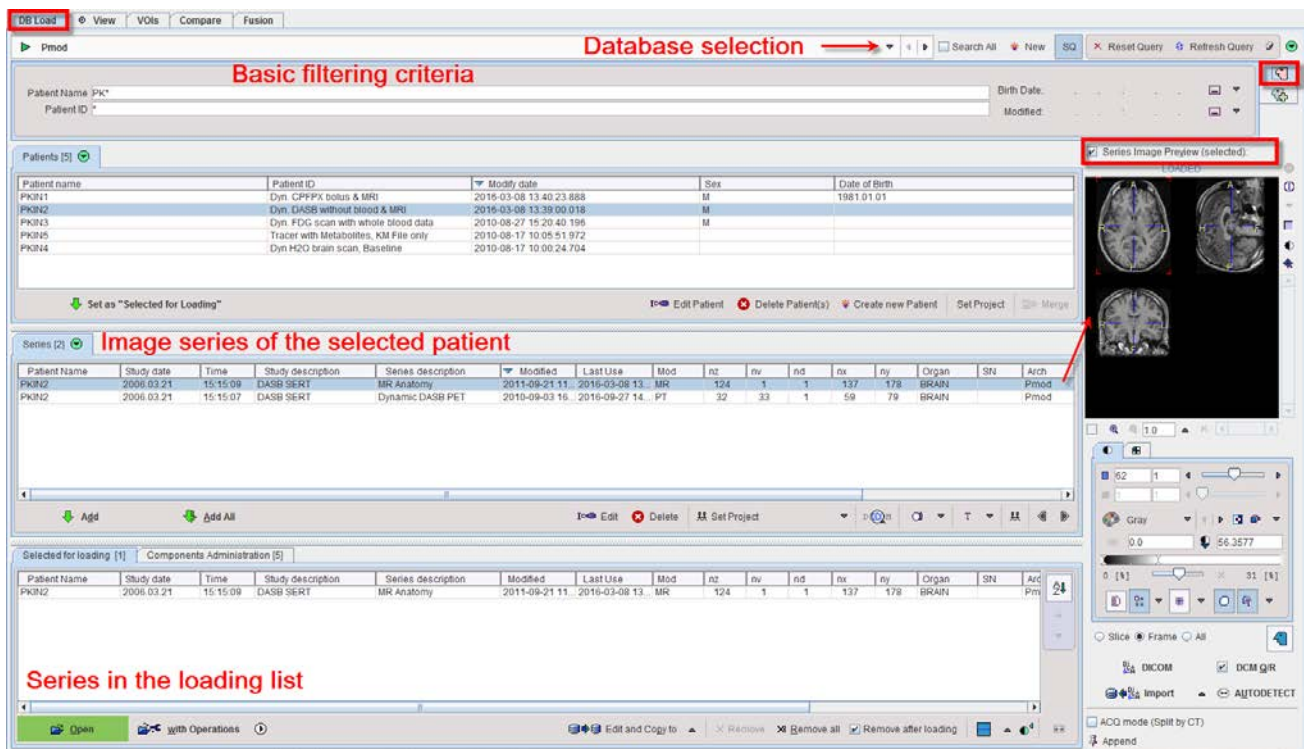 DB Load View VOIs Compare Fusion
Pmod Database selection Search All New SQ Reset Query Refresh Query
Basic filtering criteria
Patient Name PK* Birth Date:
Patient ID * Modified:
Patients [5] Series Image Preview (selected):
LOADED
Patient name Patient ID Modify date Sex Date of Birth
PKIN1 Dyn. CPFPX bolus & MRI 2016-03-08 13.40:23.888 M 1981.01.01
PKIN2 Dyn. DASB without blood & MRI 2016-03-08 13.39:00.018 M
PKIN3 Dyn. FDG scan with whole blood data 2010-08-27 15:20:40.196 M
PKIN5 Tracer with Metabolites, KM File only 2010-08-17 10:05:51.972
PKIN4 Dyn H2O brain scan, Baseline 2010-08-17 10:00:24.704
Set as "Selected for Loading" Edit Patient Delete Patient(s) Create new Patient Set Project Merge
Series [2] Image series of the selected patient
Patient Name Study date Time Study description Series description Modified Last Use Mod nz nv nd nx ny Organ SN Arch
PKIN2 2006.03.21 15:15:09 DASB SERT MR Anatomy 2011-09-21 11... 2016-03-08 13... MR 124 1 1 137 178 BRAIN Pmod
PKIN2 2006.03.21 15:15:07 DASB SERT Dynamic DASB PET 2010-09-03 16... 2016-09-27 14... PT 32 33 1 59 79 BRAIN Pmod
1.0
62 1
Add Add All Edit Delete Set Project T
Gray
0.0 56.3577
Selected for loading [1] Components Administration [5]
0 [%] 31 [%]
Patient Name Study date Time Study description Series description Modified Last Use Mod nz nv nd nx ny Organ SN Arc
PKIN2 2006.03.21 15:15:09 DASB SERT MR Anatomy 2011-09-21 11... 2016-03-08 13... MR 124 1 1 137 178 BRAIN Pm
Slice Frame All
DICOM DCM Q/R
Series in the loading list
Import AUTODETECT
Open with Operations Edit and Copy to Remove Remove all Remove after loading
ACQ mode (Split by CT)
Append